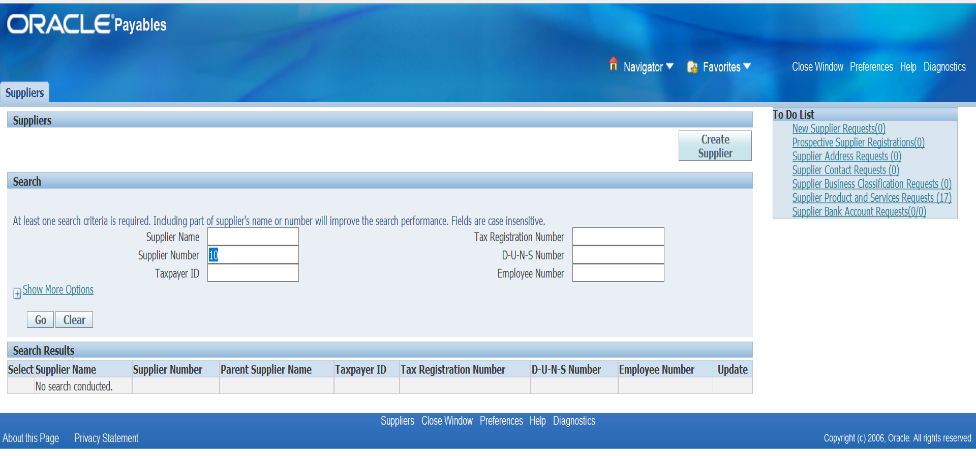 ORACLE® Payables
Navigator Favorites Close Window Preferences Help Diagnostics
Suppliers
Suppliers
Create Supplier
To Do List
New Supplier Requests(0)
Prospective Supplier Registrations(0)
Supplier Address Requests (0)
Supplier Contact Requests (0)
Supplier Business Classification Requests (0)
Supplier Product and Services Requests (17)
Supplier Bank Account Requests(0/0)
Search
At least one search criteria is required. Including part of supplier's name or number will improve the search performance. Fields are case insensitive.
Supplier Name Tax Registration Number
Supplier Number 10 D-U-N-S Number
Taxpayer ID Employee Number
Show More Options
Go Clear
Search Results
Select Supplier Name Supplier Number Parent Supplier Name Taxpayer ID Tax Registration Number D-U-N-S Number Employee Number Update
No search conducted.
Suppliers Close Window Preferences Help Diagnostics
About this Page Privacy Statement Copyright (c) 2006, Oracle. All rights reserved.